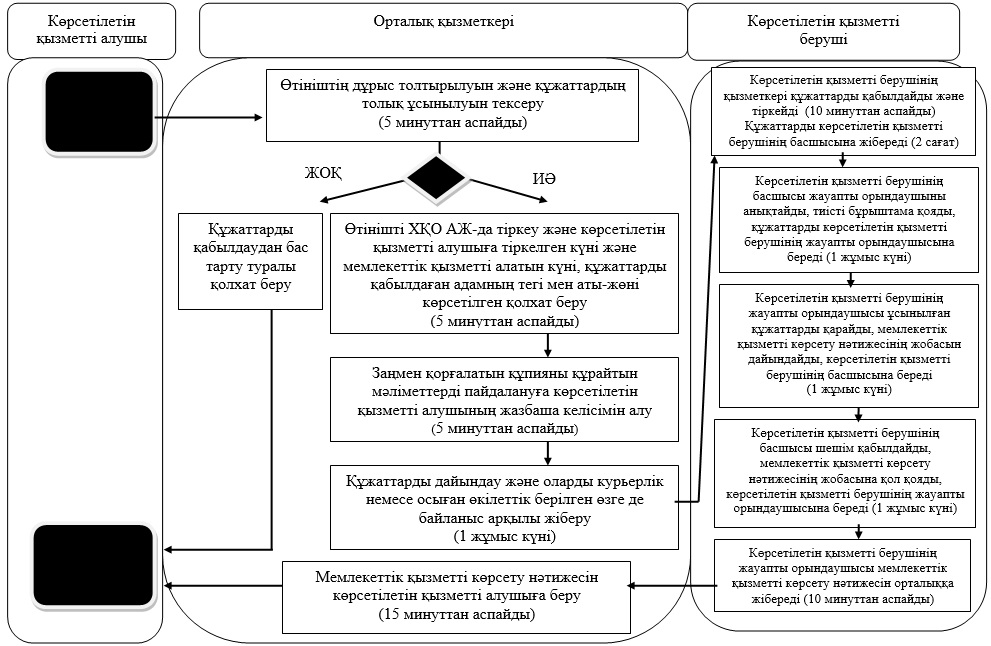 Көрсетілетін
қызметті алушы
Орталық қызметкері
Көрсетілетін қызметті
беруші
Өтініштің дұрыс толтырылуын және құжаттардың
толық ұсынылуын тексеру
(5 минуттан аспайды)
ЖОҚ
ИӘ
Құжаттарды
қабылдаудан бас
тарту туралы
қолхат беру
Өтінішті ХҚО АЖ-да тіркеу және көрсетілетін
қызметті алушыға тіркелген күні және
мемлекеттік қызметті алатын күні, құжаттарды
қабылдаған адамның тегі мен аты-жөні
көрсетілген қолхат беру
(5 минуттан аспайды)
Заңмен қорғалатын құпияны құрайтын
мәліметтерді пайдалануға көрсетілетін
қызметті алушының жазбаша келісімін алу
(5 минуттан аспайды)
Құжаттарды дайындау және оларды курьерлік
немесе осыған өкілеттік берілген өзге де
байланыс арқылы жіберу
(1 жұмыс күні)
Көрсетілетін қызметті берушінің
қызметкері құжаттарды қабылдайды және
тіркейді (10 минуттан аспайды)
Құжаттарды көрсетілетін қызметті
берушінің басшысына жібереді (2 сағат)
Көрсетілетін қызметті берушінің
басшысы жауапты орындаушыны
анықтайды, тиісті бұрыштама қояды,
құжаттарды көрсетілетін қызметті
берушінің жауапты орындаушысына
береді (1 жұмыс күні)
Көрсетілетін қызметті берушінің
жауапты орындаушысы ұсынылған
құжаттарды қарайды, мемлекеттік
қызметті көрсету нәтижесінің жобасын
дайындайды, көрсетілетін қызметті
берушінің басшысына береді
(1 жұмыс күні)
Көрсетілетін қызметті берушінің
басшысы шешім қабылдайды,
мемлекеттік қызметті көрсету
нәтижесінің жобасына қол қояды,
көрсетілетін қызметті берушінің жауапты
орындаушысына береді (1 жұмыс күні)
Көрсетілетін қызметті берушінің
жауапты орындаушысы мемлекеттік
қызметті көрсету нәтижесін орталыққа
жібереді (10 минуттан аспайды)
Мемлекеттік қызметті көрсету нәтижесін
көрсетілетін қызметті алушыға беру
(15 минуттан аспайды)